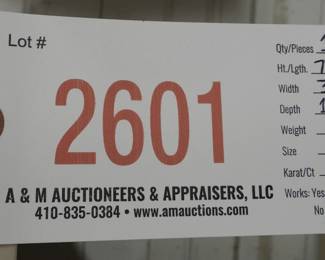 Lot #
2601
A & M AUCTIONEERS & APPRAISERS, LLC
410-835-0384 • www.amauctions.com
Qty/Pieces
Ht./Lgth.
Width
Depth
Weight
Size
Karat/Ct
Works: Yes
No